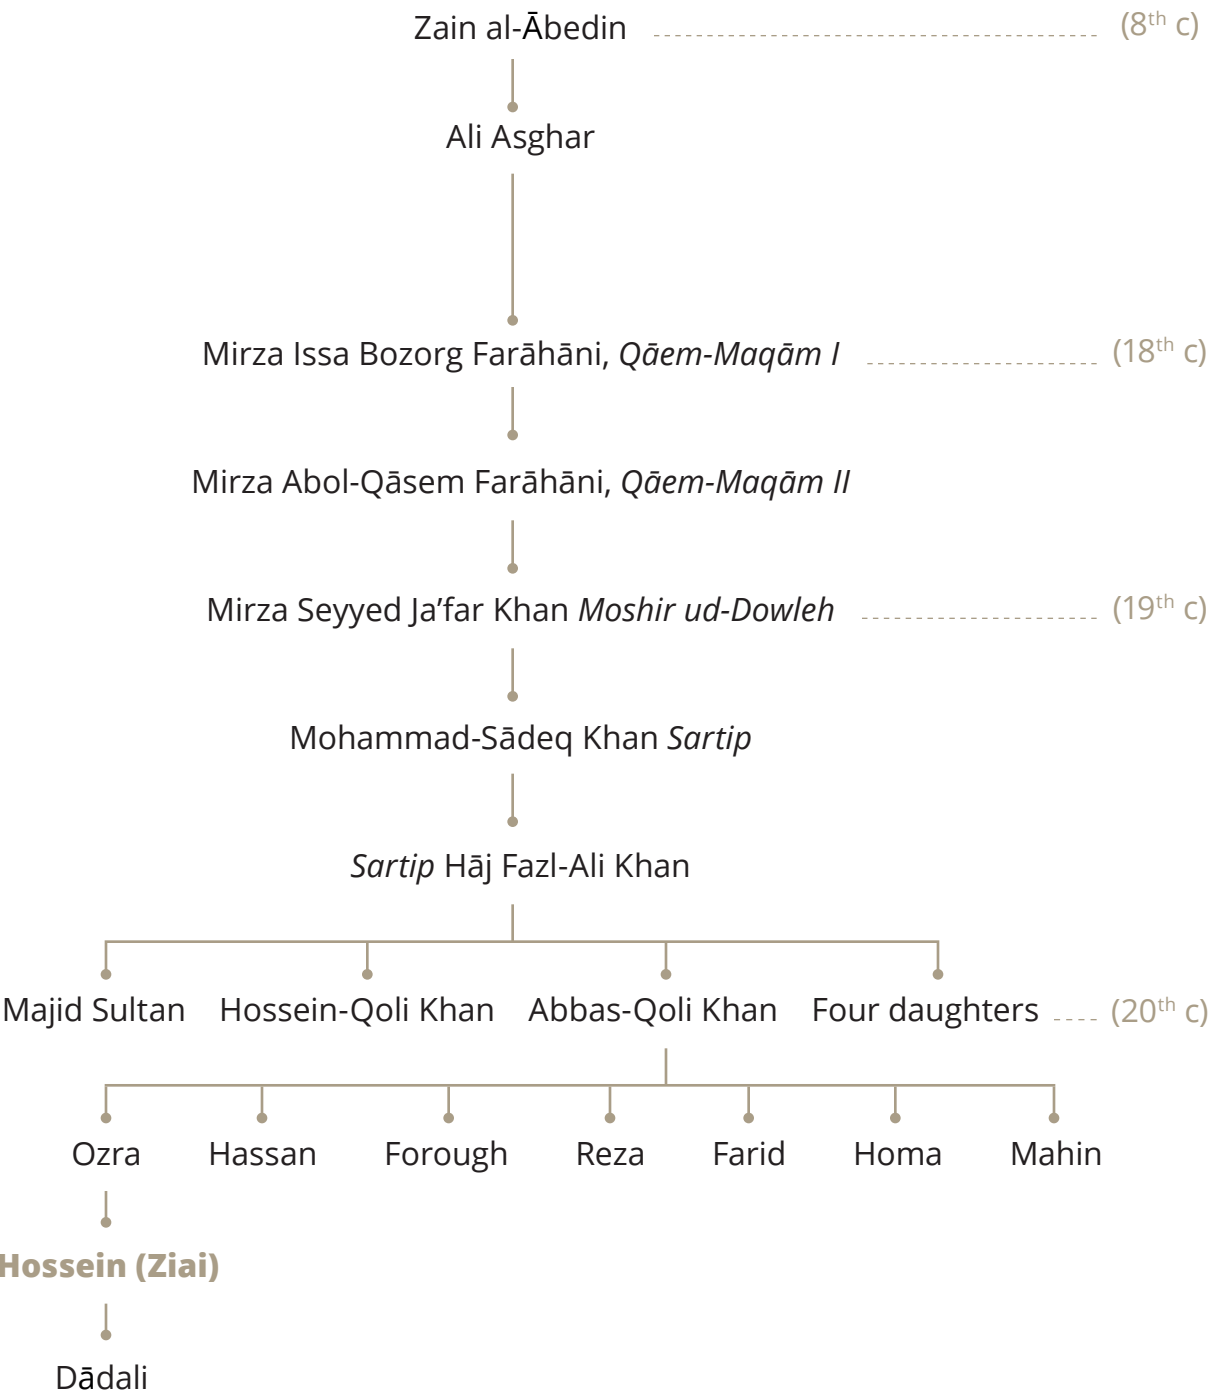 Zain al-Ābedin (8th c)
Ali Asghar
Mirza Issa Bozorg Farāhāni, Qāem-Maqām I (18th c)
Mirza Abol-Qāsem Farāhāni, Qāem-Maqām II
Mirza Seyyed Ja’far Khan Moshir ud-Dowleh (19th c)
Mohammad-Sādeq Khan Sartip
Sartip Hāj Fazl-Ali Khan
Majid Sultan Hossein-Qoli Khan Abbas-Qoli Khan Four daughters (20th c)
Ozra Hassan Forough Reza Farid Homa Mahin
Hossein (Ziai)
Dādali